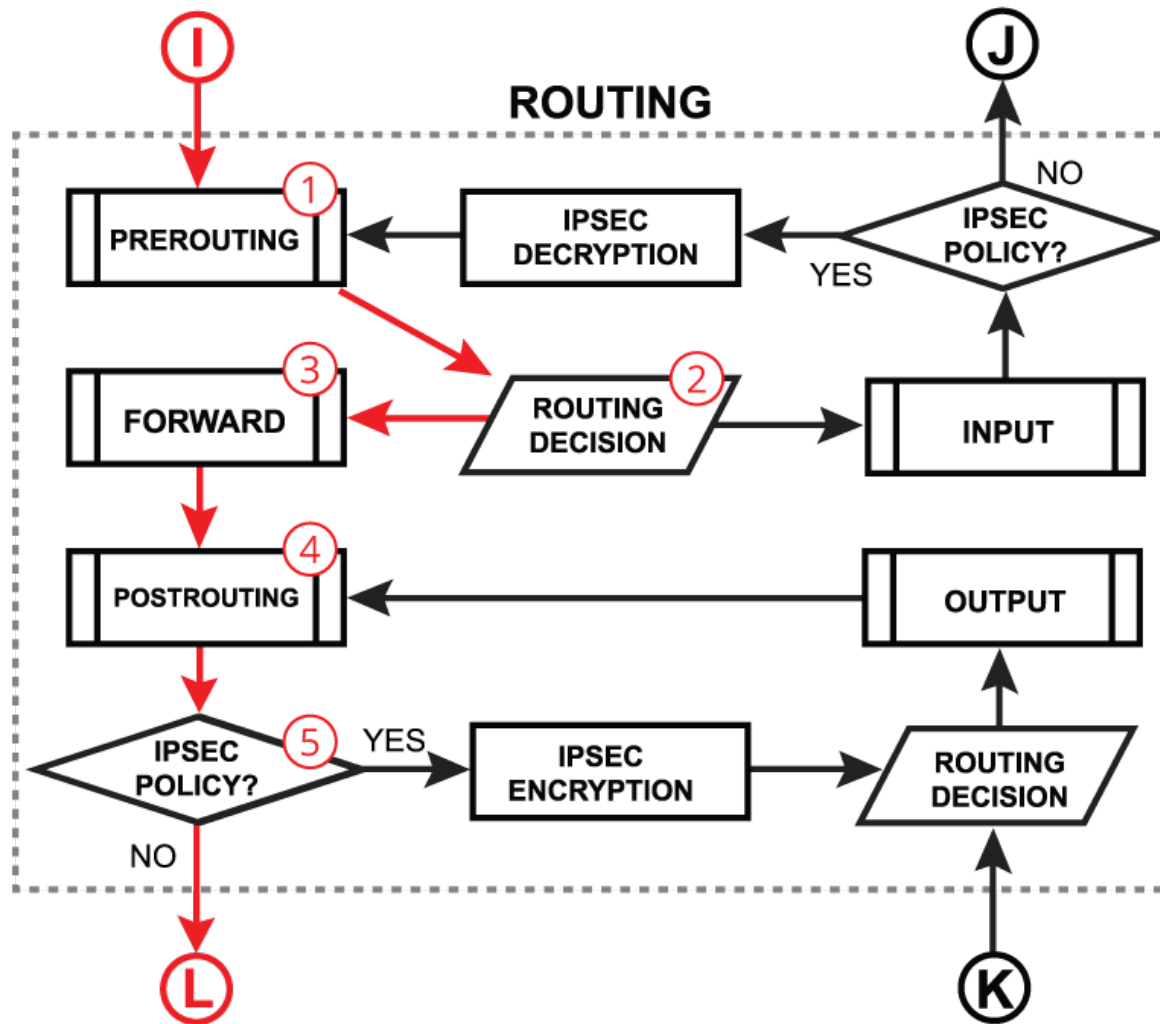 I
J
ROUTING
1
PREROUTING
IPSEC
DECRYPTION
YES
IPSEC
POLICY?
NO
3
FORWARD
2
ROUTING
DECISION
INPUT
4
POSTROUTING
OUTPUT
5
IPSEC
POLICY?
YES
NO
IPSEC
ENCRYPTION
ROUTING
DECISION
L
K